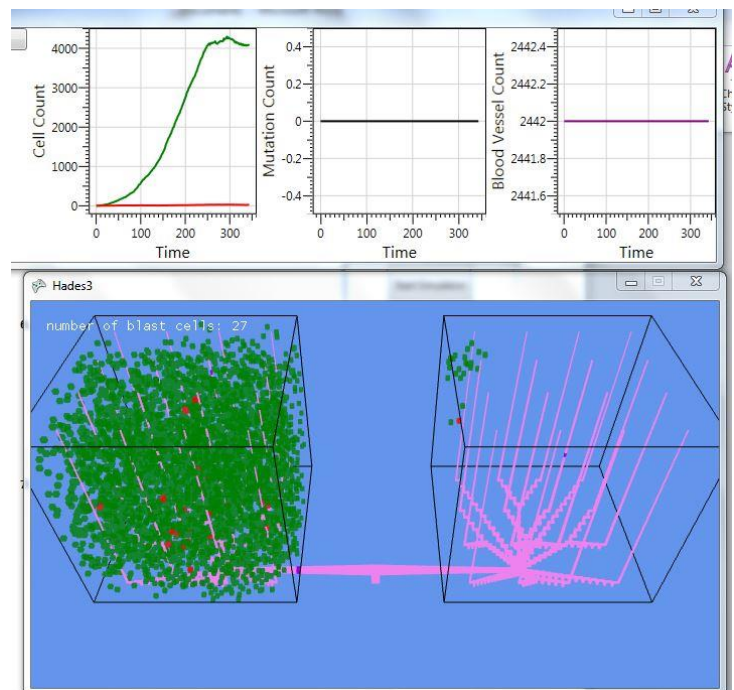 4000
3000
2000
1000
0
Cell Count
0 100 200 300
Time
0.4
0.2
0
-0.2
-0.4
Mutation Count
0 100 200 300
Time
2442.4
2442.2
2442
2441.8
2441.6
Blood Vessel Count
0 100 200 300
Time
Hades3
number of blast cells: 27